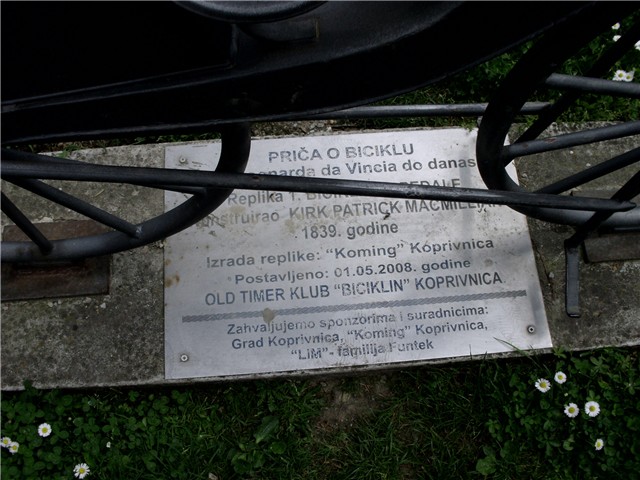 PRIČA O BICIKLU
da Vincia do danas
Replika 1.
KIRK PATRICK
1839. godine
Izrada replike: "Koming" Koprivnica
Postavljeno: 01.05.2008. godine
OLD TIMER KLUB "BICIKLIN" KOPRIVNICA
Zahvaljujemo sponzorima i suradnicima:
Grad Koprivnica, "Koming" Koprivnica,
"LIM"- familija Funtek